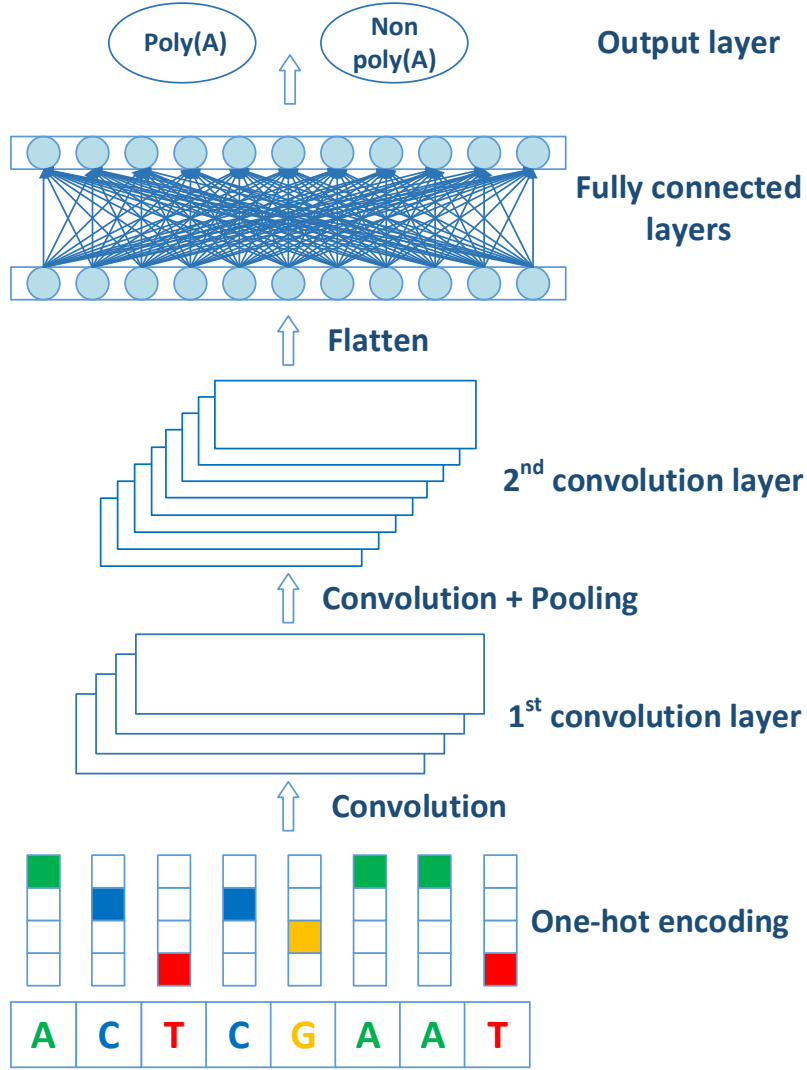 Poly(A)
Non
poly(A)
Output layer
Fully connected
layers
Flatten
2nd convolution layer
Convolution + Pooling
1st convolution layer
Convolution
One-hot encoding
A C T C G A A T